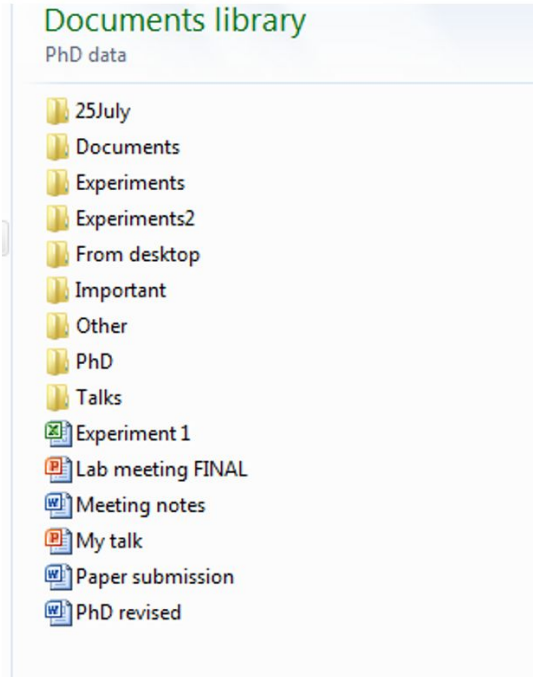 Documents library
PhD data
25July
Documents
Experiments
Experiments2
From desktop
Important
Other
PhD
Talks
Experiment 1
Lab meeting FINAL
Meeting notes
My talk
Paper submission
PhD revised